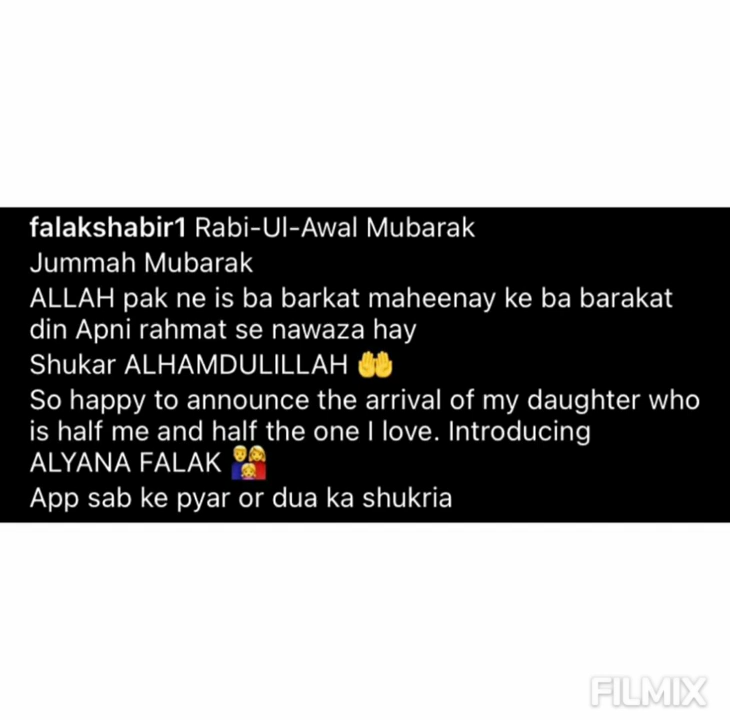 falakshabir1 Rabi-Ul-Awal Mubarak
Jummah Mubarak
ALLAH pak ne is ba barkat maheenay ke ba barakat
din Apni rahmat se nawaza hay
Shukar ALHAMDULILLAH 🤲
So happy to announce the arrival of my daughter who
is half me and half the one I love. Introducing
ALYANA FALAK 👨‍👩‍👧
App sab ke pyar or dua ka shukria
FILMIX